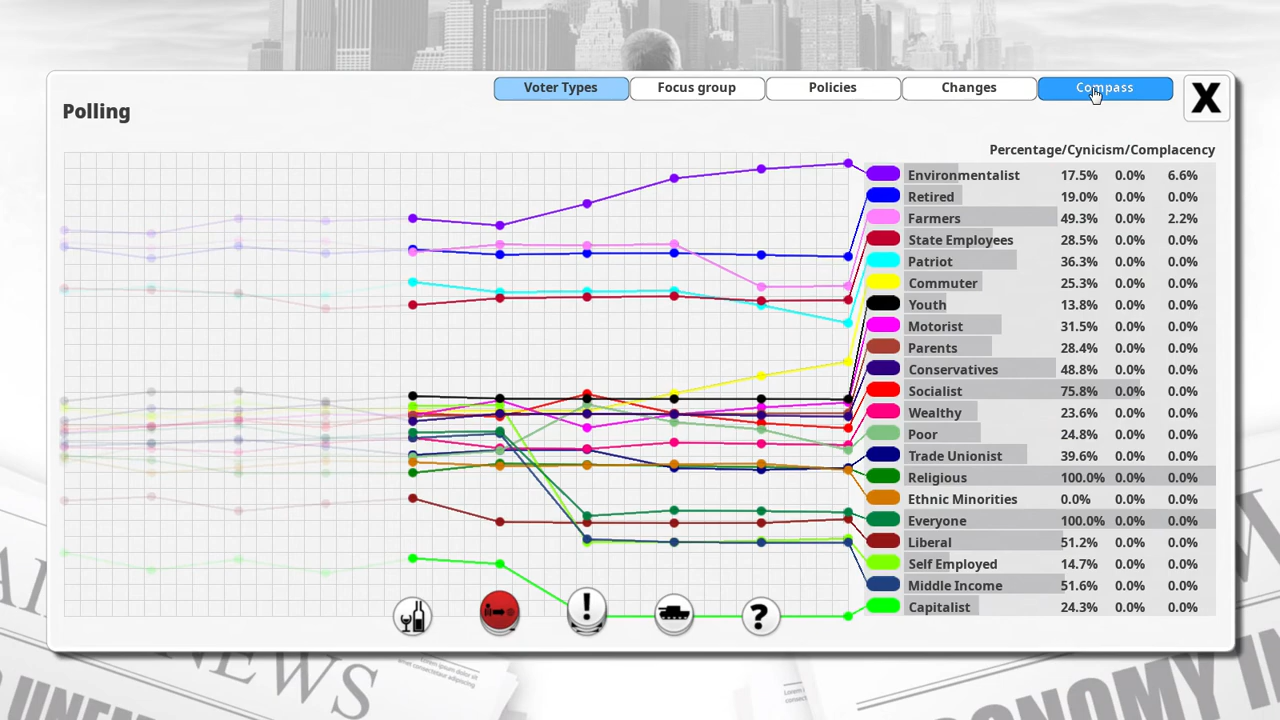 Voter Types Focus group Policies Changes Compass X
Polling
Percentage/Cynicism/Complacency
Environmentalist 17.5% 0.0% 6.6%
Retired 19.0% 0.0% 0.0%
Farmers 49.3% 0.0% 2.2%
State Employees 28.5% 0.0% 0.0%
Patriot 36.3% 0.0% 0.0%
Commuter 25.3% 0.0% 0.0%
Youth 13.8% 0.0% 0.0%
Motorist 31.5% 0.0% 0.0%
Parents 28.4% 0.0% 0.0%
Conservatives 48.8% 0.0% 0.0%
Socialist 75.8% 0.0% 0.0%
Wealthy 23.6% 0.0% 0.0%
Poor 24.8% 0.0% 0.0%
Trade Unionist 39.6% 0.0% 0.0%
Religious 100.0% 0.0% 0.0%
Ethnic Minorities 0.0% 0.0% 0.0%
Everyone 100.0% 0.0% 0.0%
Liberal 51.2% 0.0% 0.0%
Self Employed 14.7% 0.0% 0.0%
Middle Income 51.6% 0.0% 0.0%
Capitalist 24.3% 0.0% 0.0%
! ?
NEWS